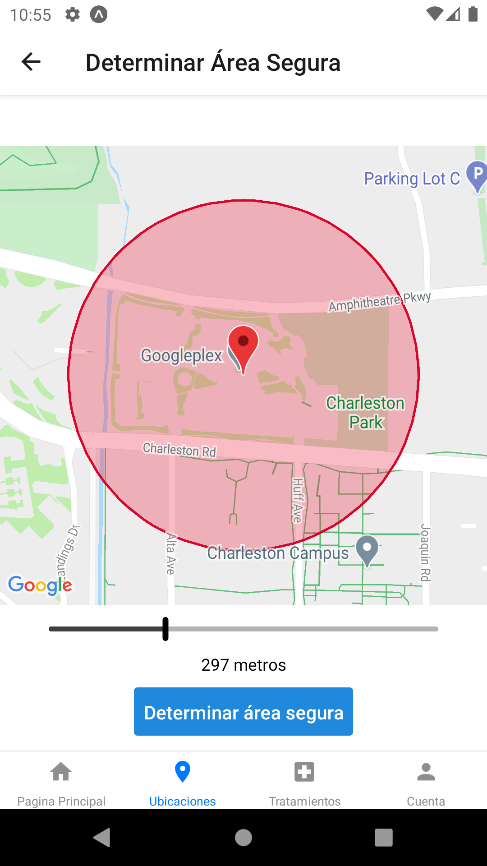 10:55
Determinar Área Segura
Parking Lot C
P
Amphitheatre Pkwy
Googleplex
Charleston
Park
Charleston Rd
Huff Ave
Alta Ave
Charleston Campus
Joaquin Rd
andings Dr
Google
297 metros
Determinar área segura
Pagina Principal
Ubicaciones
Tratamientos
Cuenta